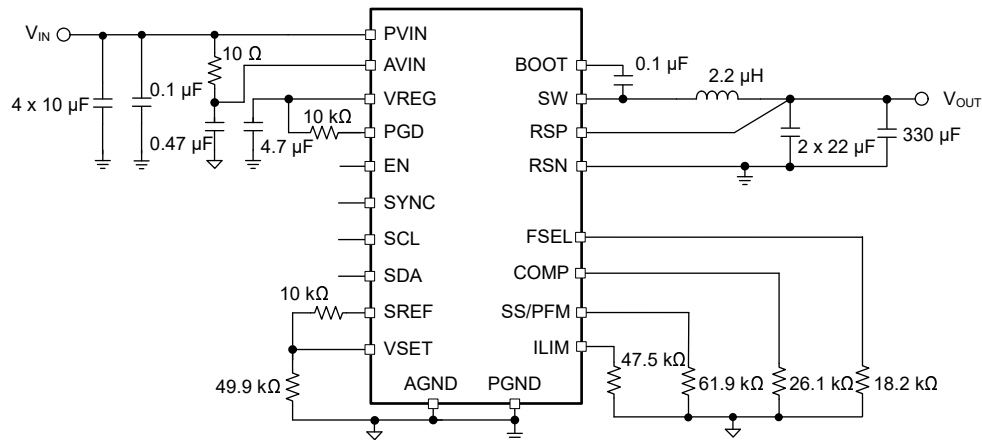 V_IN
4 x 10 µF
0.1 µF
10 Ω
0.47 µF
4.7 µF
10 kΩ
PVIN
AVIN
VREG
PGD
EN
SYNC
SCL
SDA
SREF
VSET
10 kΩ
49.9 kΩ
AGND
PGND
BOOT
SW
RSP
RSN
FSEL
COMP
SS/PFM
ILIM
0.1 µF
2.2 µH
V_OUT
2 x 22 µF
330 µF
47.5 kΩ
61.9 kΩ
26.1 kΩ
18.2 kΩ